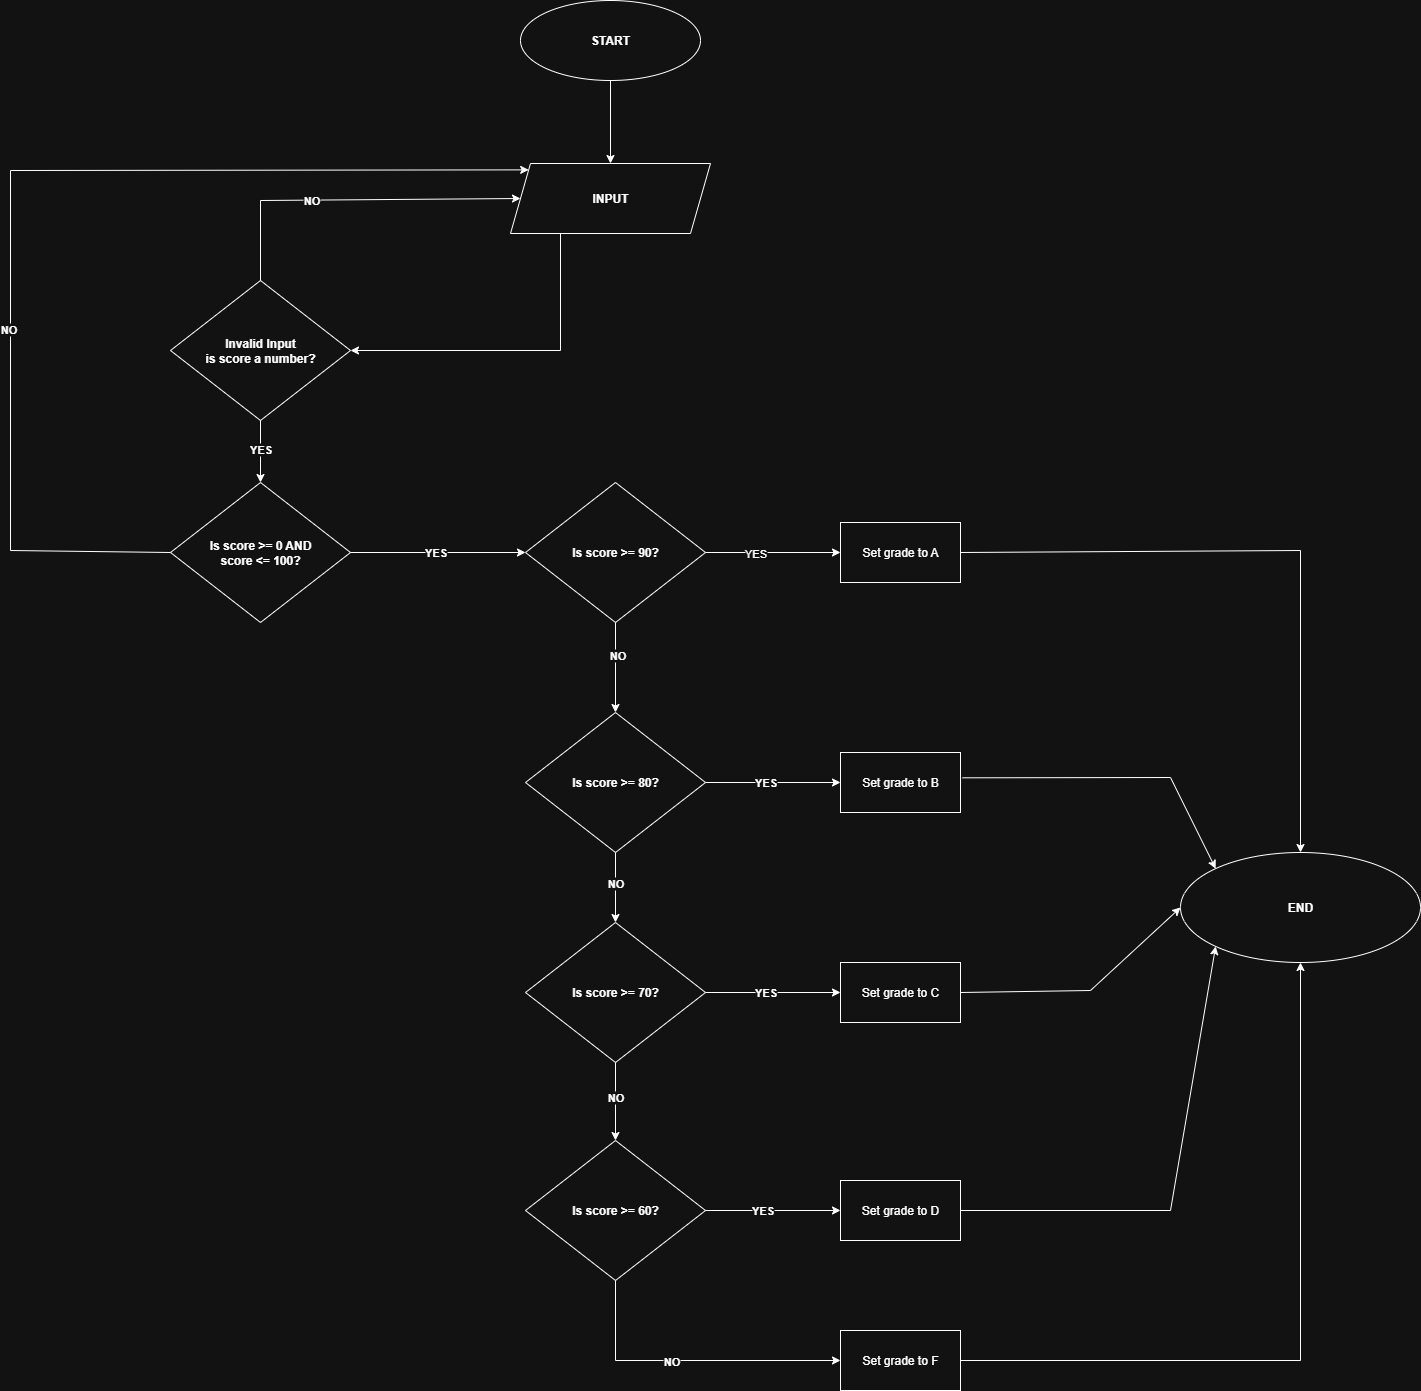 START
INPUT
NO
NO
Invalid Input
is score a number?
YES
Is score >= 0 AND
score <= 100?
YES
Is score >= 90?
YES
Set grade to A
NO
Is score >= 80?
YES
Set grade to B
NO
END
Is score >= 70?
YES
Set grade to C
NO
Is score >= 60?
YES
Set grade to D
NO
Set grade to F